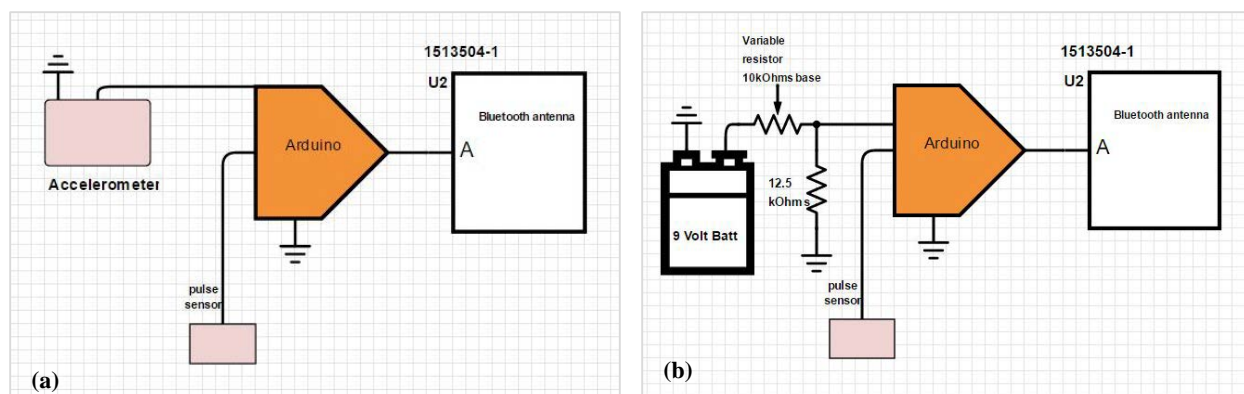 1513504-1
U2
Bluetooth antenna
Arduino
A
Accelerometer
pulse
sensor
(a)
Variable
resistor
10kOhms base
1513504-1
U2
Bluetooth antenna
Arduino
A
12.5
kOhms
9 Volt Batt
pulse
sensor
(b)